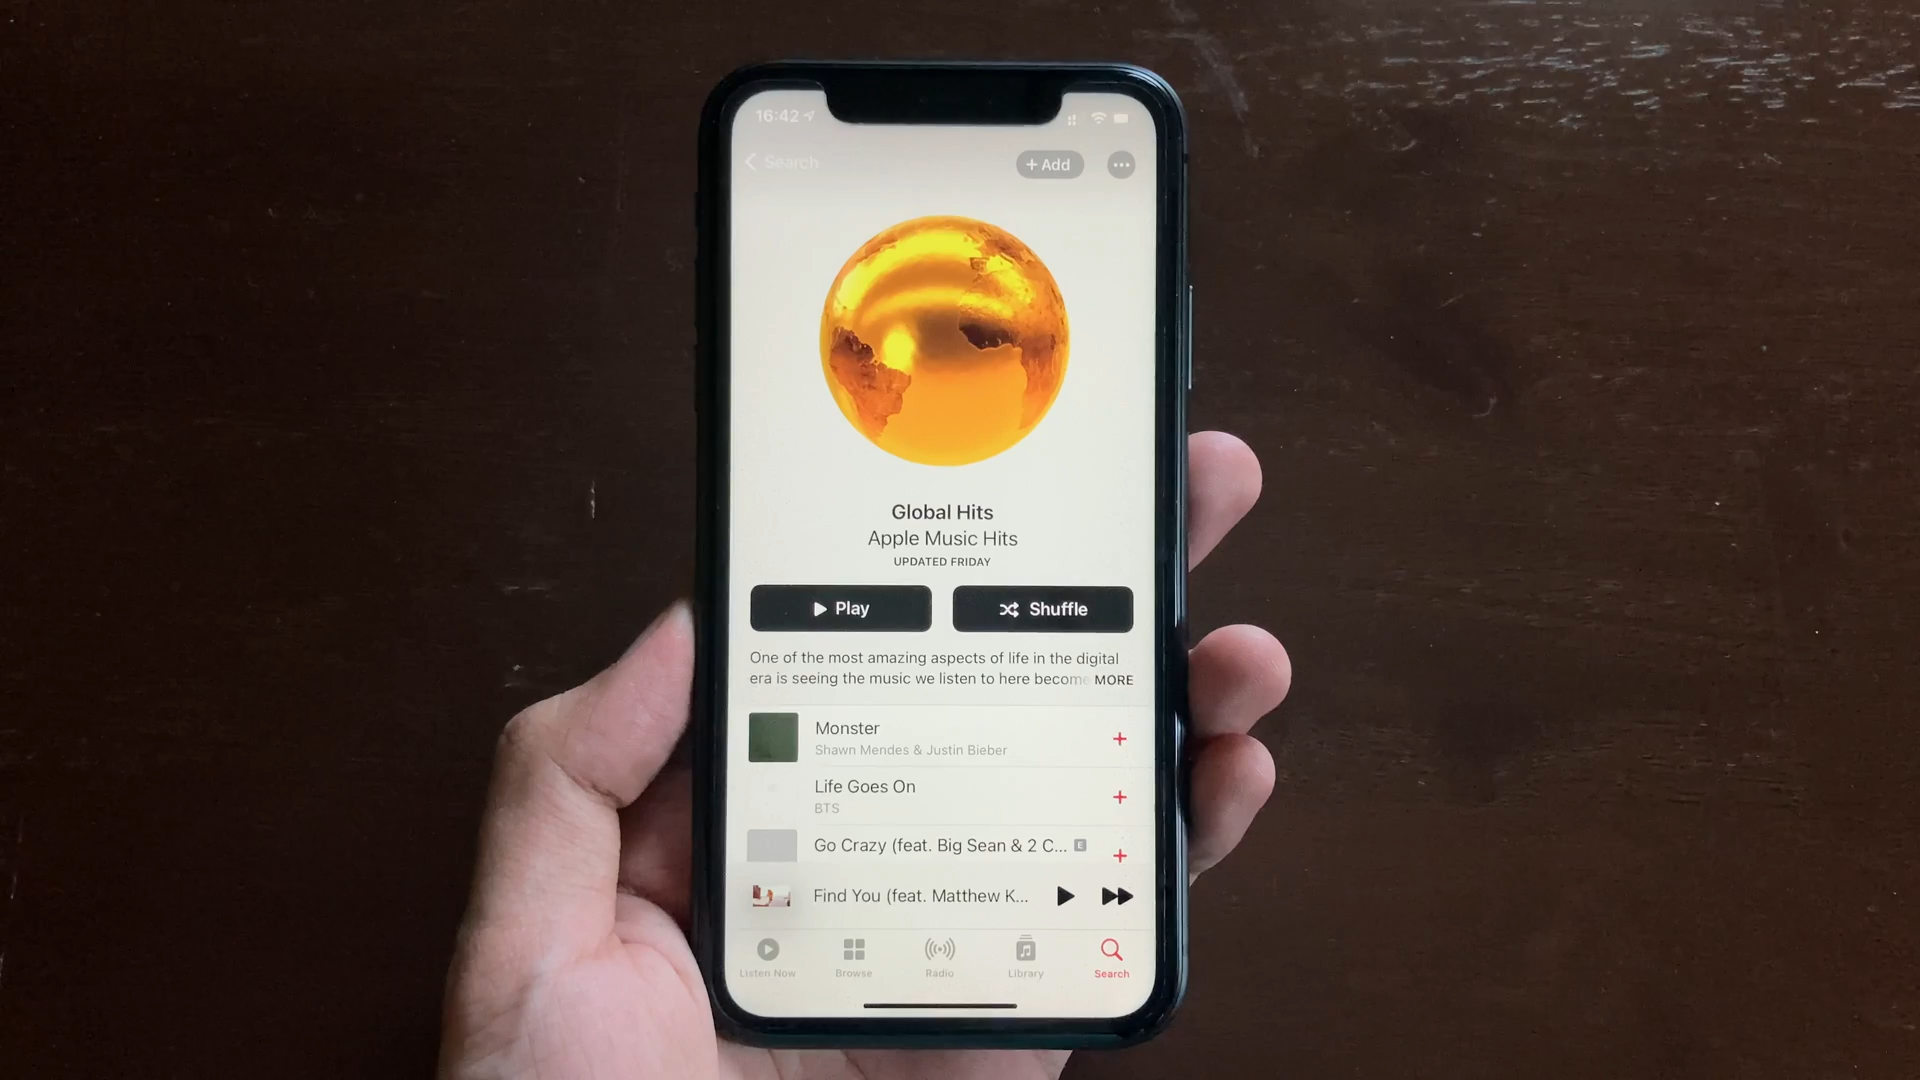 16:42
Search
+ Add
Global Hits
Apple Music Hits
UPDATED FRIDAY
Play
Shuffle
One of the most amazing aspects of life in the digital
era is seeing the music we listen to here become MORE
Monster
Shawn Mendes & Justin Bieber
Life Goes On
BTS
Go Crazy (feat. Big Sean & 2 C... E
Find You (feat. Matthew K...
Listen Now
Browse
Radio
Library
Search